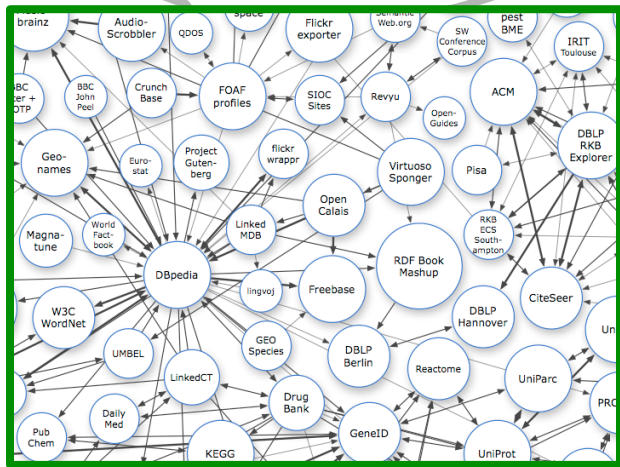 brainz
Audio-
Scrobbler
QDOS
space
Flickr
exporter
Semantic
Web.org
SW
Conference
Corpus
pest
BME
IRIT
Toulouse
BBC
ter +
OTP
BBC
John
Peel
Crunch
Base
FOAF
profiles
SIOC
Sites
Revyu
Open-
Guides
ACM
DBLP
RKB
Explorer
Geo-
names
Euro-
stat
Project
Guten-
berg
flickr
wrappr
Virtuoso
Sponger
Pisa
Open
Calais
Magna-
tune
World
Fact-
book
Linked
MDB
RKB
ECS
South-
ampton
DBpedia
lingvoj
Freebase
RDF Book
Mashup
CiteSeer
W3C
WordNet
DBLP
Hannover
Un
UMBEL
GEO
Species
DBLP
Berlin
LinkedCT
Reactome
UniParc
Daily
Med
Drug
Bank
PRO
Pub
Chem
KEGG
GeneID
UniProt